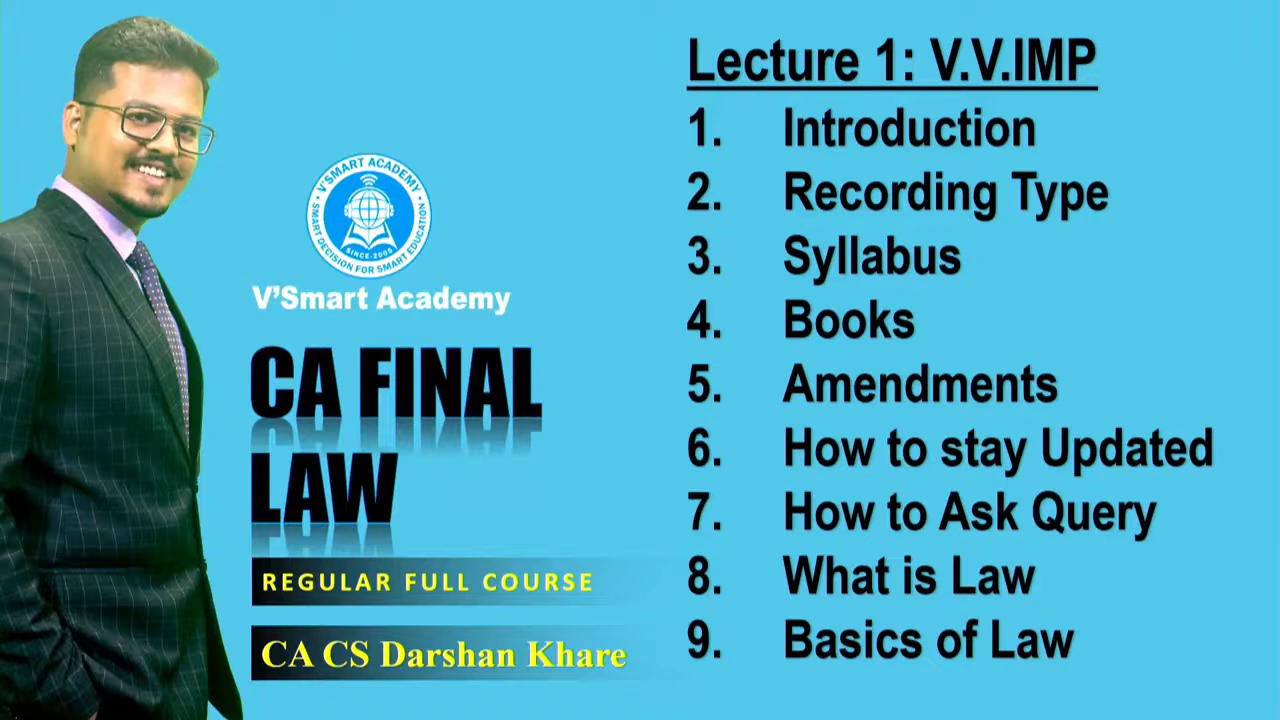 V'SMART ACADEMY
SMART DECISION FOR SMART EDUCATION
SINCE-2005
V'Smart Academy
CA FINAL
LAW
REGULAR FULL COURSE
CA CS Darshan Khare
Lecture 1: V.V.IMP
1. Introduction
2. Recording Type
3. Syllabus
4. Books
5. Amendments
6. How to stay Updated
7. How to Ask Query
8. What is Law
9. Basics of Law